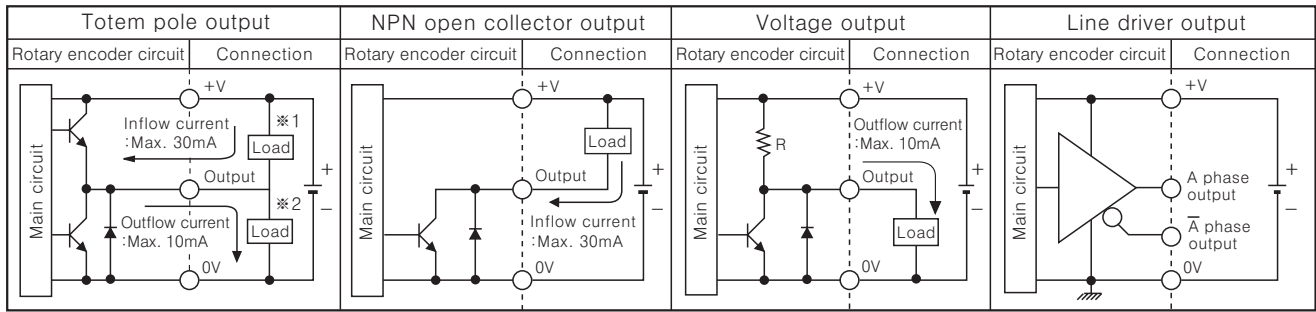 Totem pole output
Rotary encoder circuit
Connection
Main circuit
+V
Inflow current
:Max. 30mA
※1
Load
Output
※2
Outflow current
:Max. 10mA
Load
0V
+
−
NPN open collector output
Rotary encoder circuit
Connection
Main circuit
+V
Load
Output
Inflow current
:Max. 30mA
0V
+
−
Voltage output
Rotary encoder circuit
Connection
Main circuit
+V
R
Outflow current
:Max. 10mA
Output
Load
0V
+
−
Line driver output
Rotary encoder circuit
Connection
Main circuit
+V
A phase
output
A̅ phase
output
0V
+
−